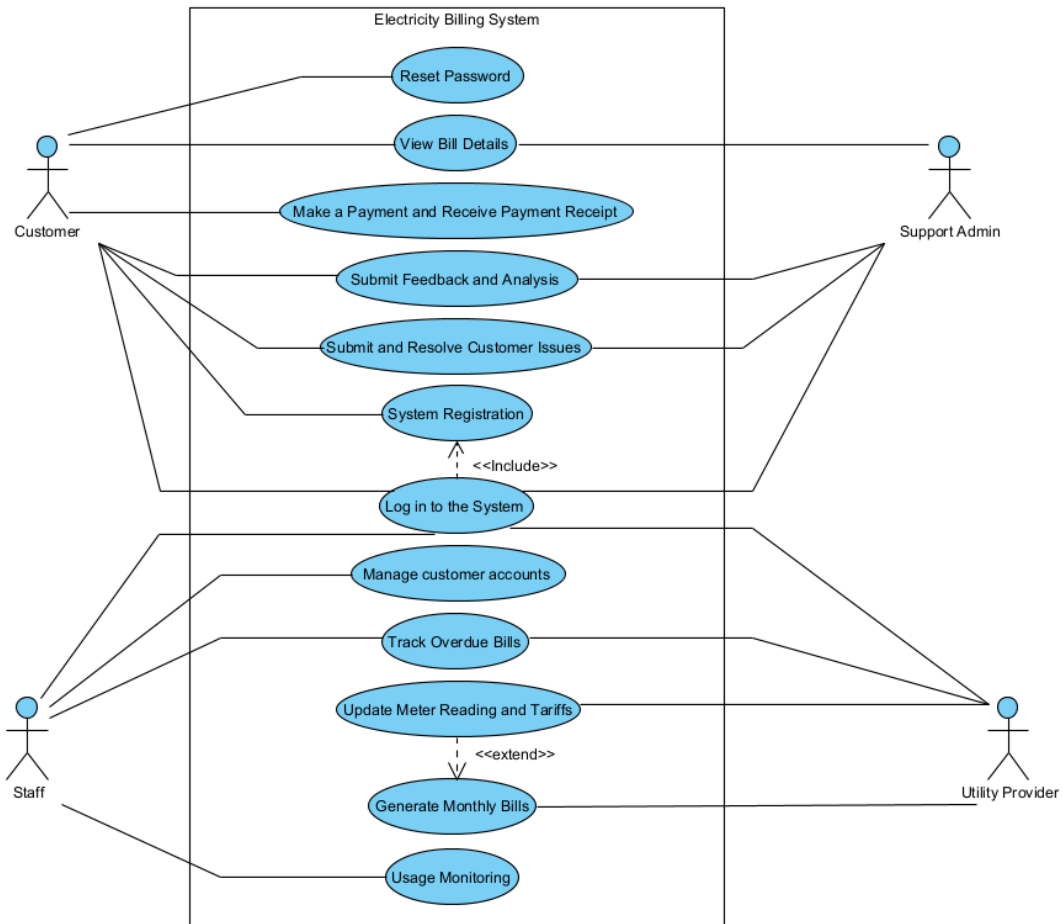 Electricity Billing System
Reset Password
View Bill Details
Make a Payment and Receive Payment Receipt
Customer
Support Admin
Submit Feedback and Analysis
Submit and Resolve Customer Issues
System Registration
<<Include>>
Log in to the System
Manage customer accounts
Track Overdue Bills
Update Meter Reading and Tariffs
<<extend>>
Staff
Utility Provider
Generate Monthly Bills
Usage Monitoring